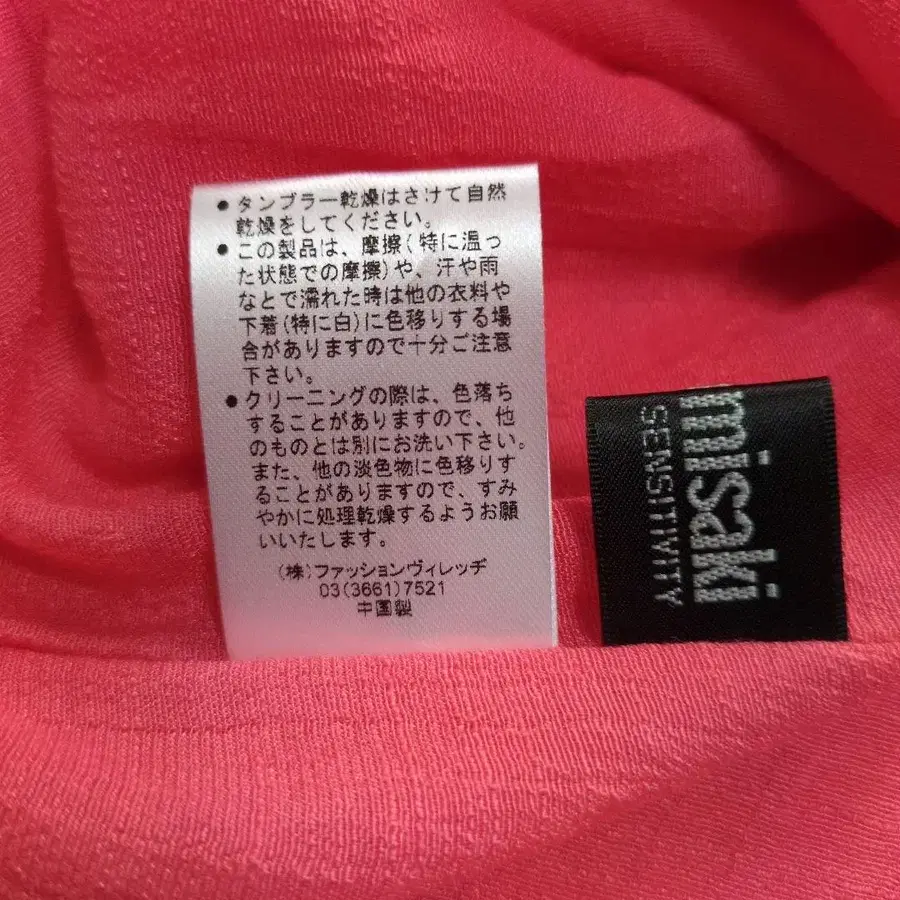 ● タンブラー乾燥はさけて自然
乾燥をしてください。
● この製品は、摩擦(特に温っ
た状態での摩擦)や、汗や雨
などで濡れた時は他の衣料や
下着(特に白)に色移りする場
合がありますので十分ご注意
下さい。
● クリーニングの際は、色落ち
することがありますので、他
のものとは別にお洗い下さい。
また、他の淡色物に色移りす
ることがありますので、すみ
やかに処理乾燥するようお願
いいたします。
(株)ファッションヴィレッヂ
03(3661)7521
中国製
misaki
SENSITIVITY